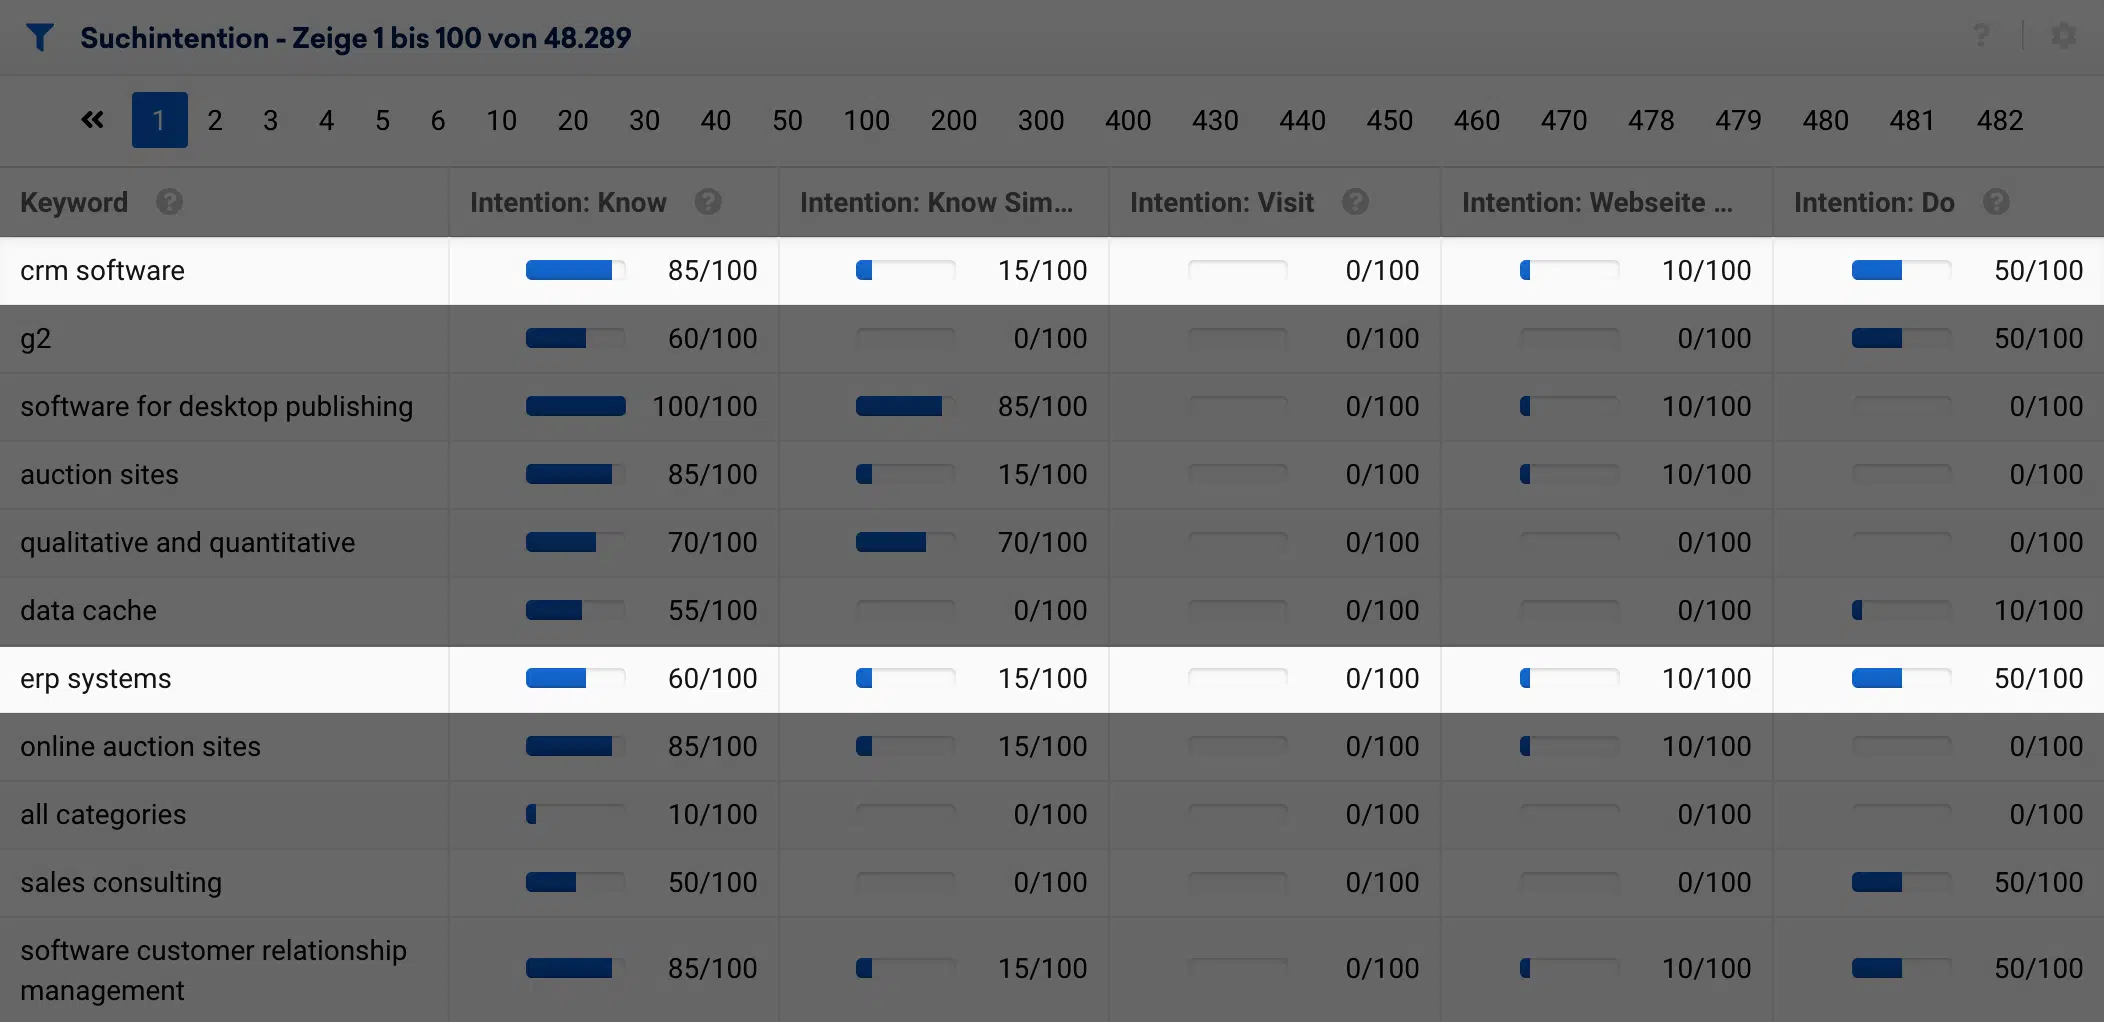 Suchintention - Zeige 1 bis 100 von 48.289 ?
« 1 2 3 4 5 6 10 20 30 40 50 100 200 300 400 430 440 450 460 470 478 479 480 481 482
Keyword ? Intention: Know ? Intention: Know Sim... Intention: Visit ? Intention: Webseite ... Intention: Do ?
crm software 85/100 15/100 0/100 10/100 50/100
g2 60/100 0/100 0/100 0/100 50/100
software for desktop publishing 100/100 85/100 0/100 10/100 0/100
auction sites 85/100 15/100 0/100 10/100 0/100
qualitative and quantitative 70/100 70/100 0/100 0/100 0/100
data cache 55/100 0/100 0/100 0/100 10/100
erp systems 60/100 15/100 0/100 10/100 50/100
online auction sites 85/100 15/100 0/100 10/100 0/100
all categories 10/100 0/100 0/100 0/100 0/100
sales consulting 50/100 0/100 0/100 0/100 50/100
software customer relationship
management 85/100 15/100 0/100 10/100 50/100